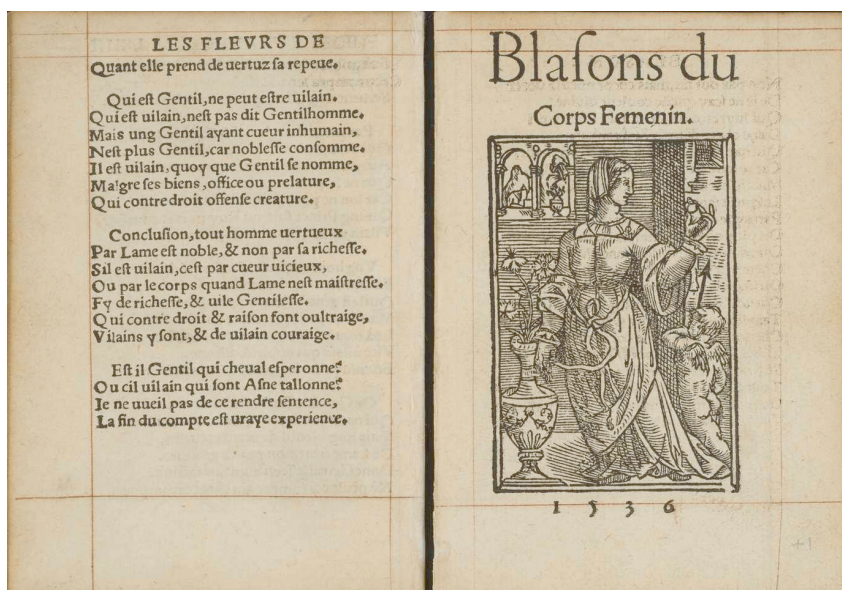 LES FLEVRS DE
Quant elle prend de uertuz ſa repeue.
Qui eſt Gentil, ne peut eſtre uilain.
Qui eſt uilain, neſt pas dit Gentilhomme.
Mais ung Gentil ayant cueur inhumain,
Neſt plus Gentil, car nobleſſe conſomme.
Il eſt uilain, quoy que Gentil ſe nomme,
Malgre ſes biens, office ou prelature,
Qui contre droit offenſe creature.
Concluſion, tout homme uertueux
Par Lame eſt noble, & non par ſa richeſſe.
Sil eſt uilain, ceſt par cueur uicieux,
Ou par le corps quand Lame neſt maiſtreſſe.
Fy de richeſſe, & uile Gentileſſe.
Qui contre droit & raiſon font oultraige,
Vilains y ſont, & de uilain couraige.
Eſt il Gentil qui cheual eſperonne?
Ou cil uilain qui ſont Aſne tallonne?
Ie ne uueil pas de ce rendre ſentence,
La fin du compte eſt uraye experience.
Blaſons du
Corps Femenin.
1536
+1